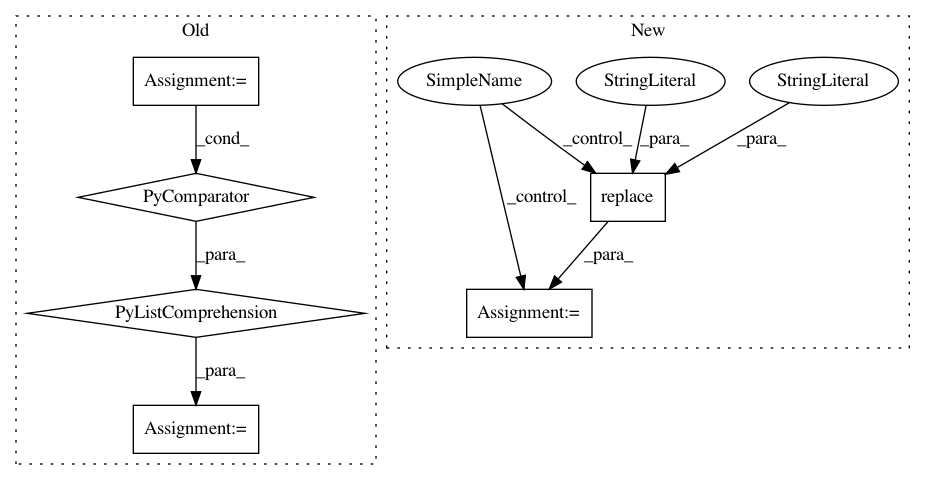 Old
New
Assignment:=
SimpleName
StringLiteral
StringLiteral
_cond_
_control_
_para_
_para_
PyComparator
replace
_control_
_para_
_para_
PyListComprehension
Assignment:=
_para_
Assignment:=